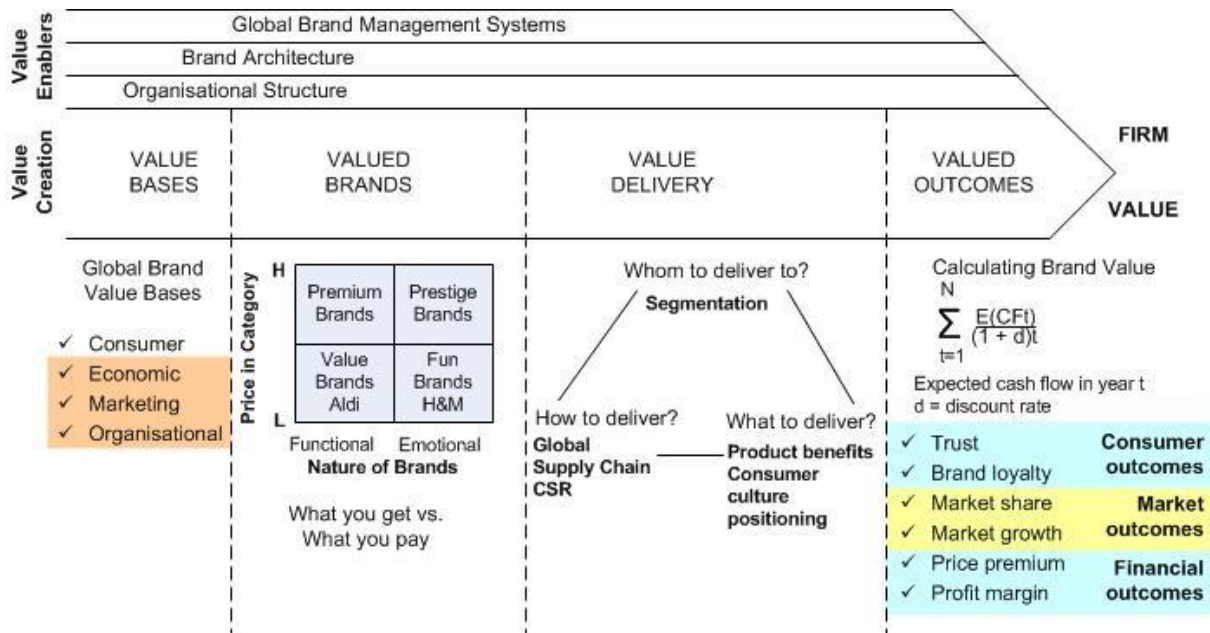 Value
Enablers
Global Brand Management Systems
Brand Architecture
Organisational Structure
Value
Creation
VALUE
BASES
VALUED
BRANDS
VALUE
DELIVERY
VALUED
OUTCOMES
FIRM
VALUE
Global Brand
Value Bases
✓ Consumer
✓ Economic
✓ Marketing
✓ Organisational
Price in Category
H
L
Premium
Brands
Prestige
Brands
Value
Brands
Aldi
Fun
Brands
H&M
Functional Emotional
Nature of Brands
What you get vs.
What you pay
Whom to deliver to?
Segmentation
How to deliver?
Global
Supply Chain
CSR
What to deliver?
Product benefits
Consumer
culture
positioning
Calculating Brand Value
N
Σ E(CFt)
(1 + d)t
t=1
Expected cash flow in year t
d = discount rate
✓ Trust
✓ Brand loyalty
Consumer
outcomes
✓ Market share
✓ Market growth
Market
outcomes
✓ Price premium
✓ Profit margin
Financial
outcomes